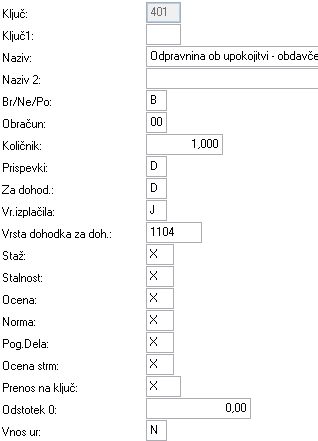 Ključ: 401
Ključ1:
Naziv: Odpravnina ob upokojitvi - obdavče
Naziv 2:
Br/Ne/Po: B
Obračun: 00
Količnik: 1,000
Prispevki: D
Za dohod.: D
Vr.izplačila: J
Vrsta dohodka za doh.: 1104
Staž: X
Stalnost: X
Ocena: X
Norma: X
Pog.Dela: X
Ocena strm: X
Prenos na ključ: X
Odstotek 0: 0,00
Vnos ur: N